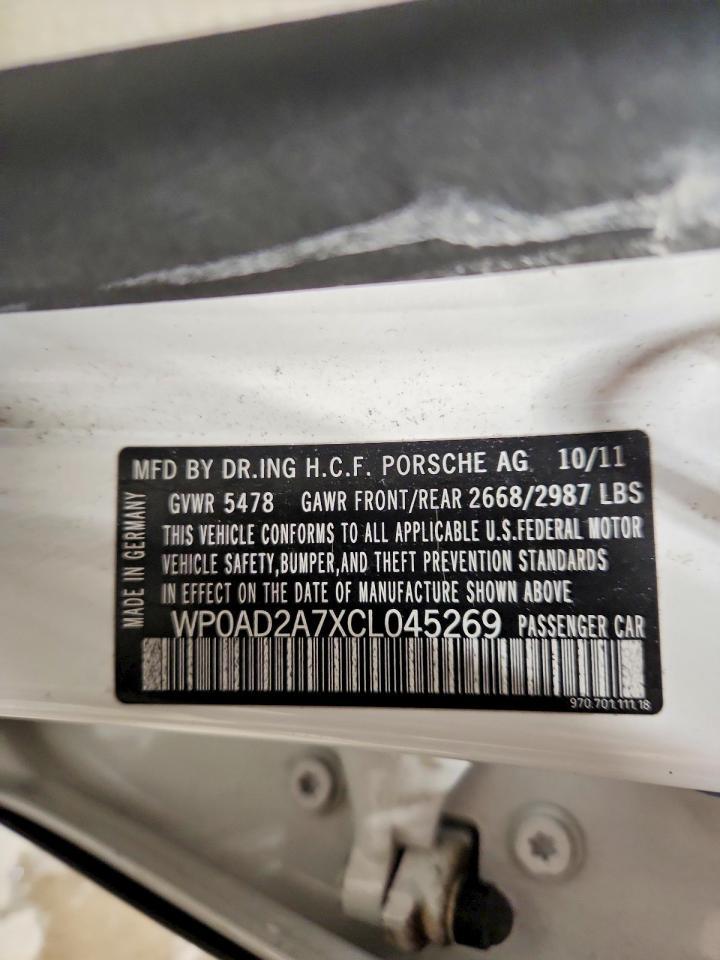 MFD BY DR.ING H.C.F. PORSCHE AG 10/11
GVWR 5478 GAWR FRONT/REAR 2668/2987 LBS
THIS VEHICLE CONFORMS TO ALL APPLICABLE U.S.FEDERAL MOTOR
VEHICLE SAFETY,BUMPER,AND THEFT PREVENTION STANDARDS
IN EFFECT ON THE DATE OF MANUFACTURE SHOWN ABOVE
MADE IN GERMANY
WP0AD2A7XCL045269 PASSENGER CAR
970.701.111.18